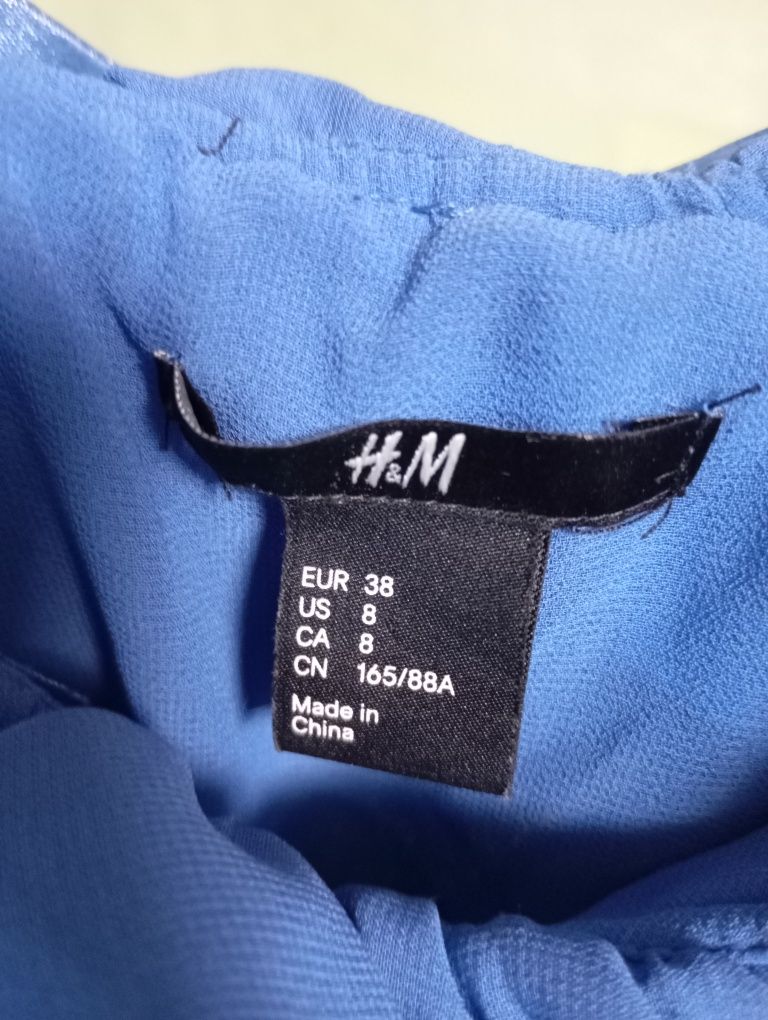 H&M
EUR 38
US 8
CA 8
CN 165/88A
Made in
China